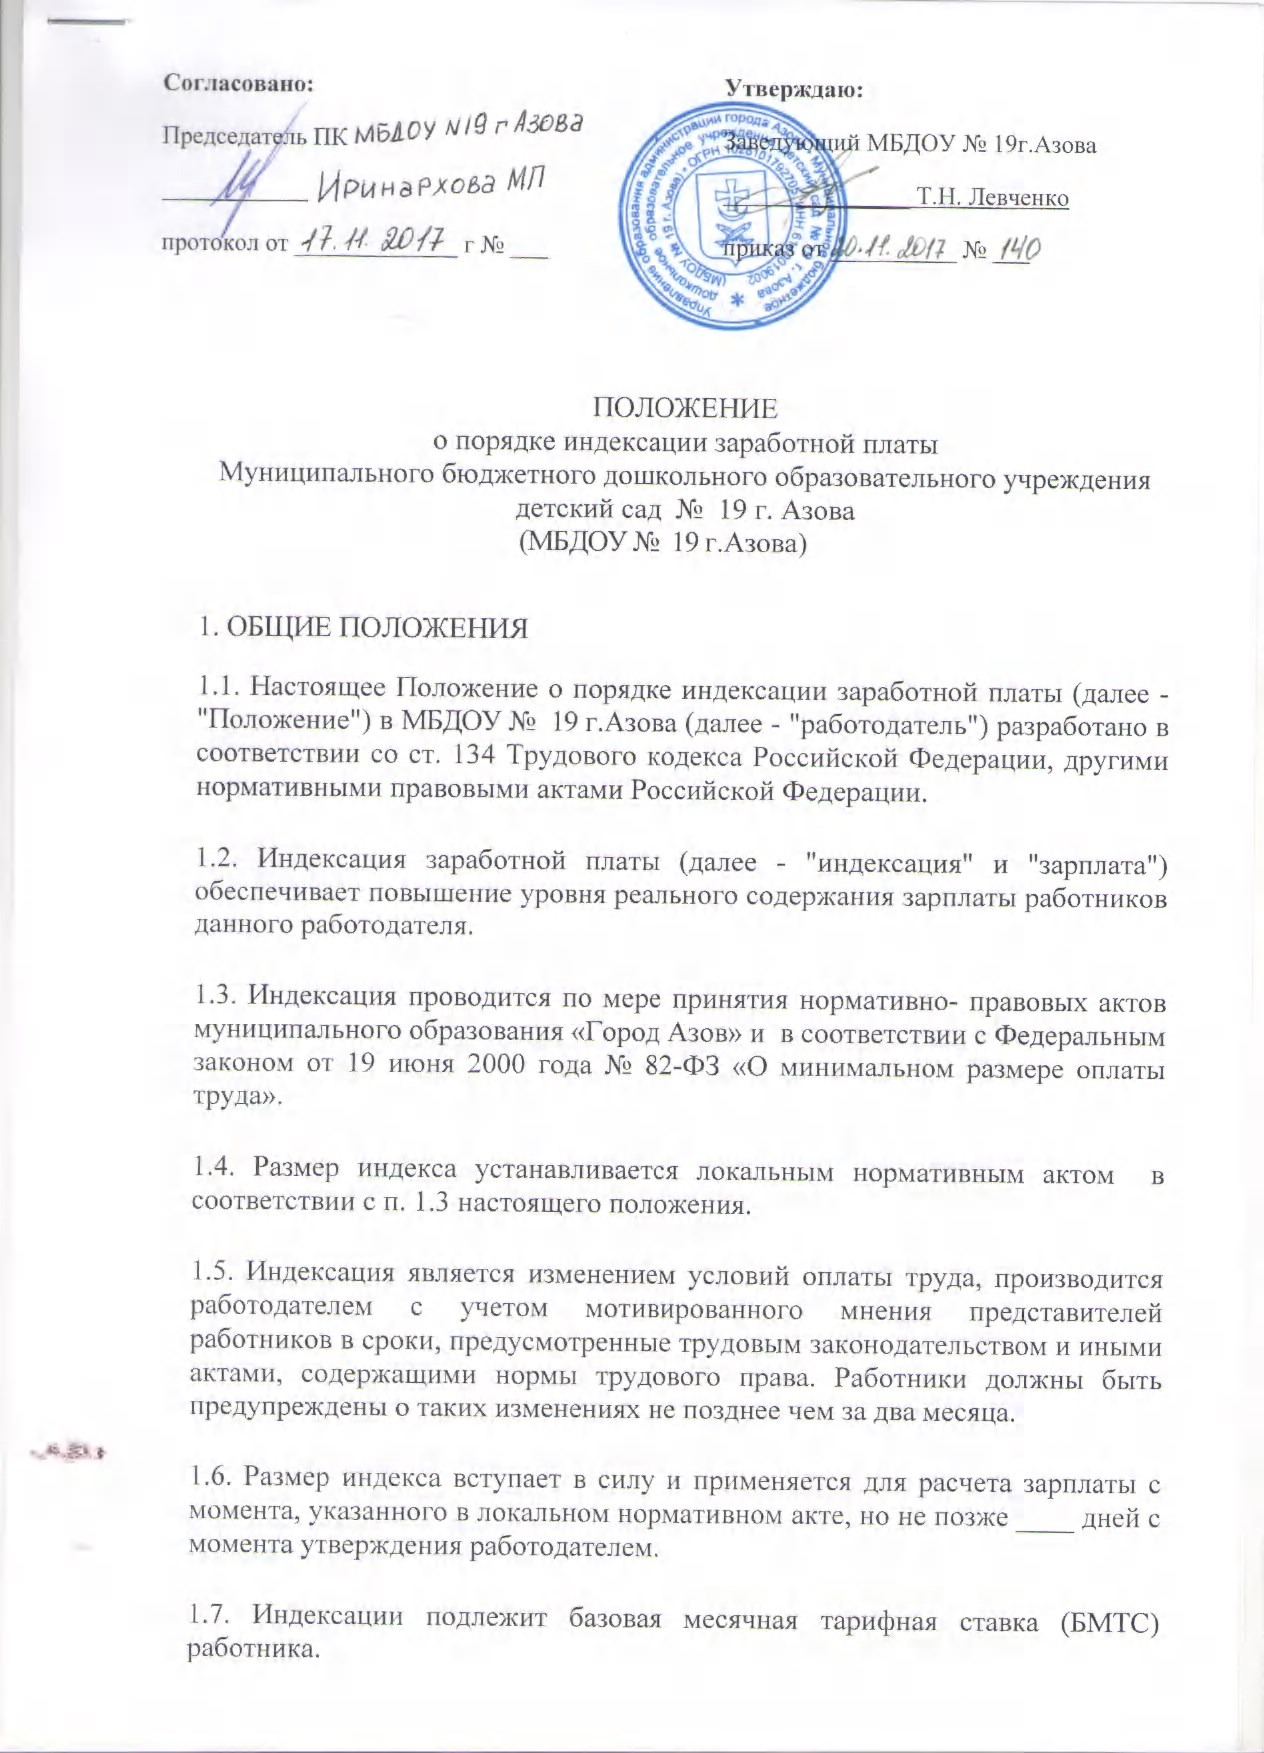 Согласовано:
Председатель ПК МБДОУ N19 г Азова
____________ Иринархова МП
протокол от 17.11.2017 г № ___
Утверждаю:
Заведующий МБДОУ № 19г.Азова
_______________ Т.Н. Левченко
приказ от 20.11.2017 № 140
ПОЛОЖЕНИЕ
о порядке индексации заработной платы
Муниципального бюджетного дошкольного образовательного учреждения
детский сад № 19 г. Азова
(МБДОУ № 19 г.Азова)
1. ОБЩИЕ ПОЛОЖЕНИЯ
1.1. Настоящее Положение о порядке индексации заработной платы (далее -
"Положение") в МБДОУ № 19 г.Азова (далее - "работодатель") разработано в
соответствии со ст. 134 Трудового кодекса Российской Федерации, другими
нормативными правовыми актами Российской Федерации.
1.2. Индексация заработной платы (далее - "индексация" и "зарплата")
обеспечивает повышение уровня реального содержания зарплаты работников
данного работодателя.
1.3. Индексация проводится по мере принятия нормативно- правовых актов
муниципального образования «Город Азов» и в соответствии с Федеральным
законом от 19 июня 2000 года № 82-ФЗ «О минимальном размере оплаты
труда».
1.4. Размер индекса устанавливается локальным нормативным актом в
соответствии с п. 1.3 настоящего положения.
1.5. Индексация является изменением условий оплаты труда, производится
работодателем с учетом мотивированного мнения представителей
работников в сроки, предусмотренные трудовым законодательством и иными
актами, содержащими нормы трудового права. Работники должны быть
предупреждены о таких изменениях не позднее чем за два месяца.
1.6. Размер индекса вступает в силу и применяется для расчета зарплаты с
момента, указанного в локальном нормативном акте, но не позже ____ дней с
момента утверждения работодателем.
1.7. Индексации подлежит базовая месячная тарифная ставка (БМТС)
работника.